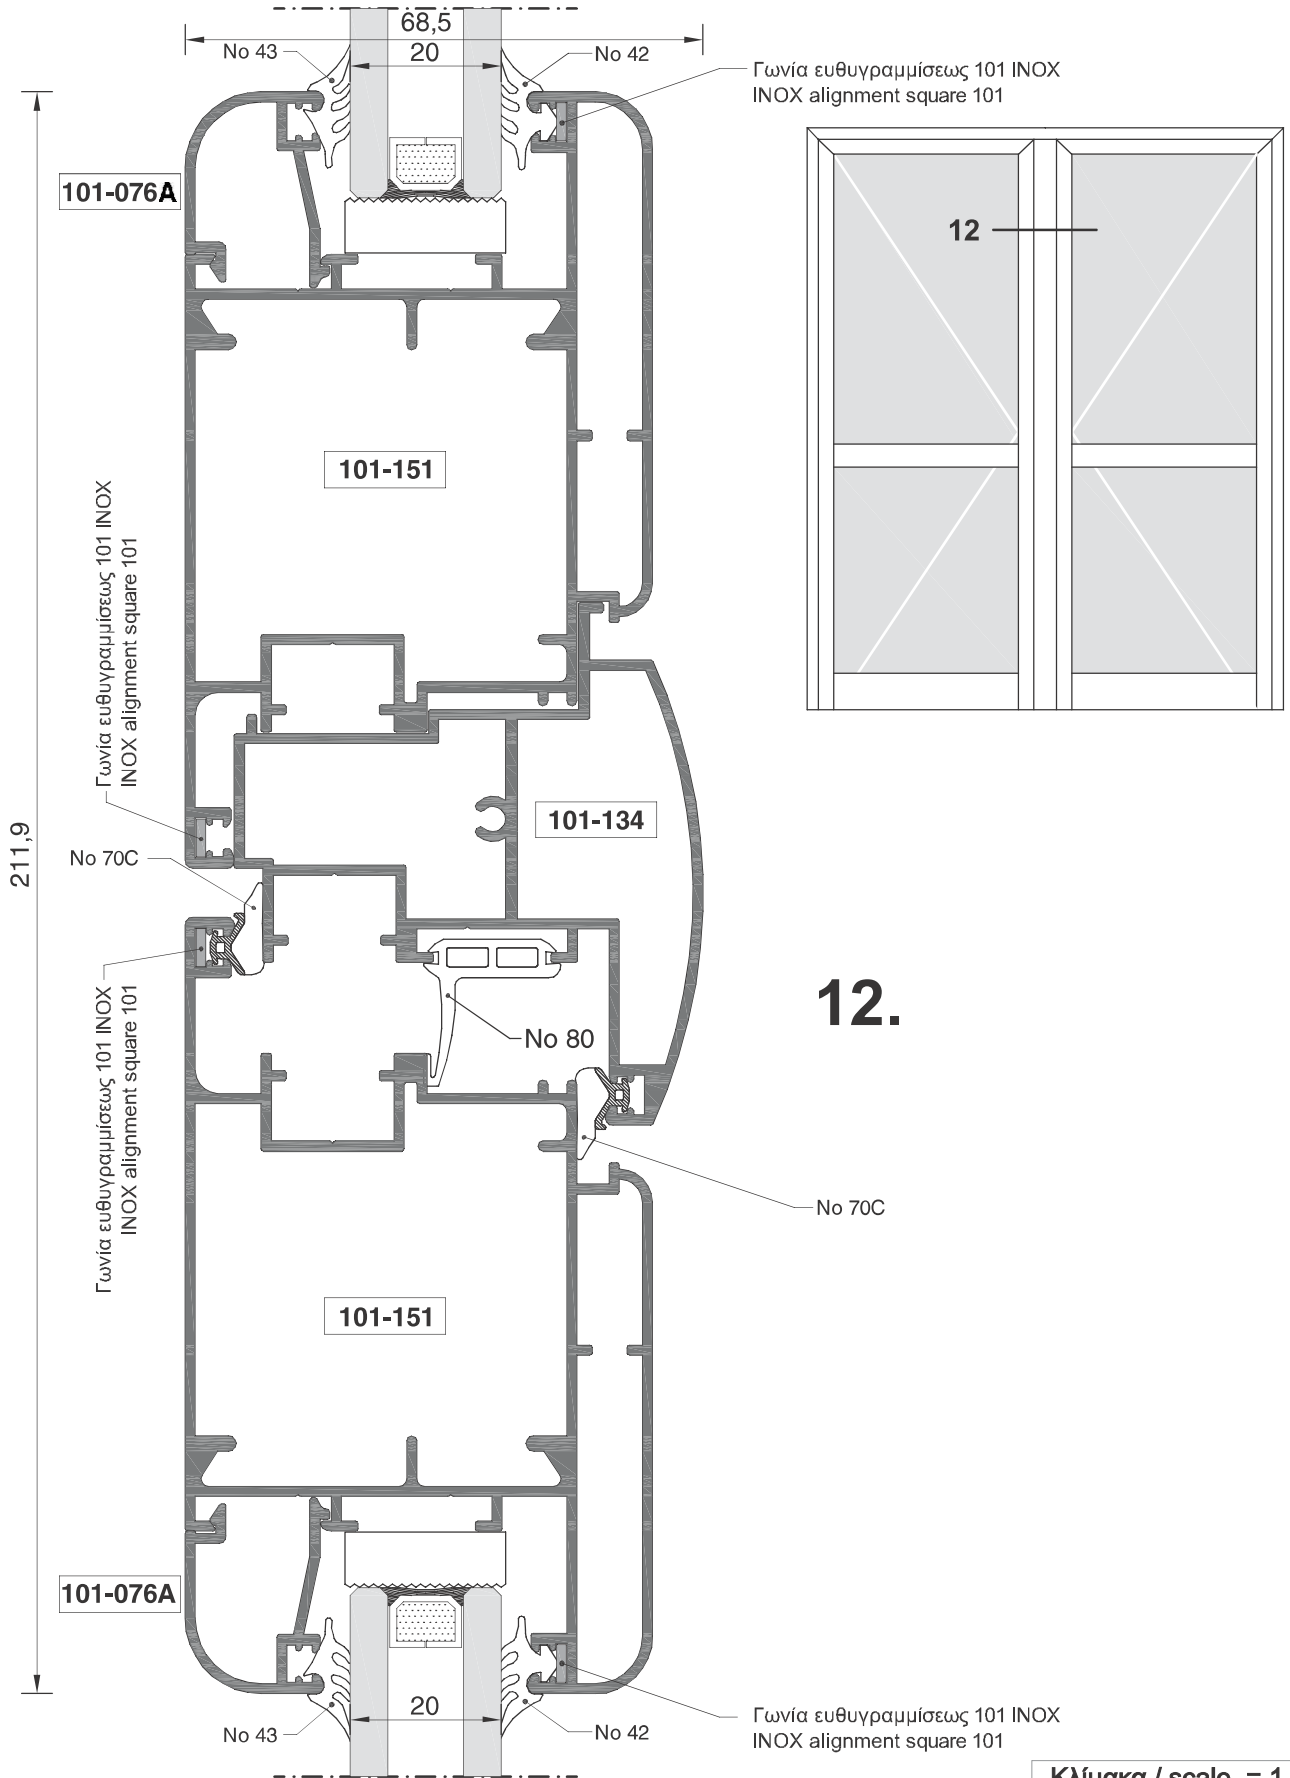 68,5
No 43
20
No 42
Γωνία ευθυγραμμίσεως 101 INOX
INOX alignment square 101
101-076A
12
101-151
Γωνία ευθυγραμμίσεως 101 INOX
INOX alignment square 101
211,9
101-134
No 70C
12.
Γωνία ευθυγραμμίσεως 101 INOX
INOX alignment square 101
No 80
No 70C
101-151
101-076A
20
No 43
No 42
Γωνία ευθυγραμμίσεως 101 INOX
INOX alignment square 101
Κλίμακα / scale = 1